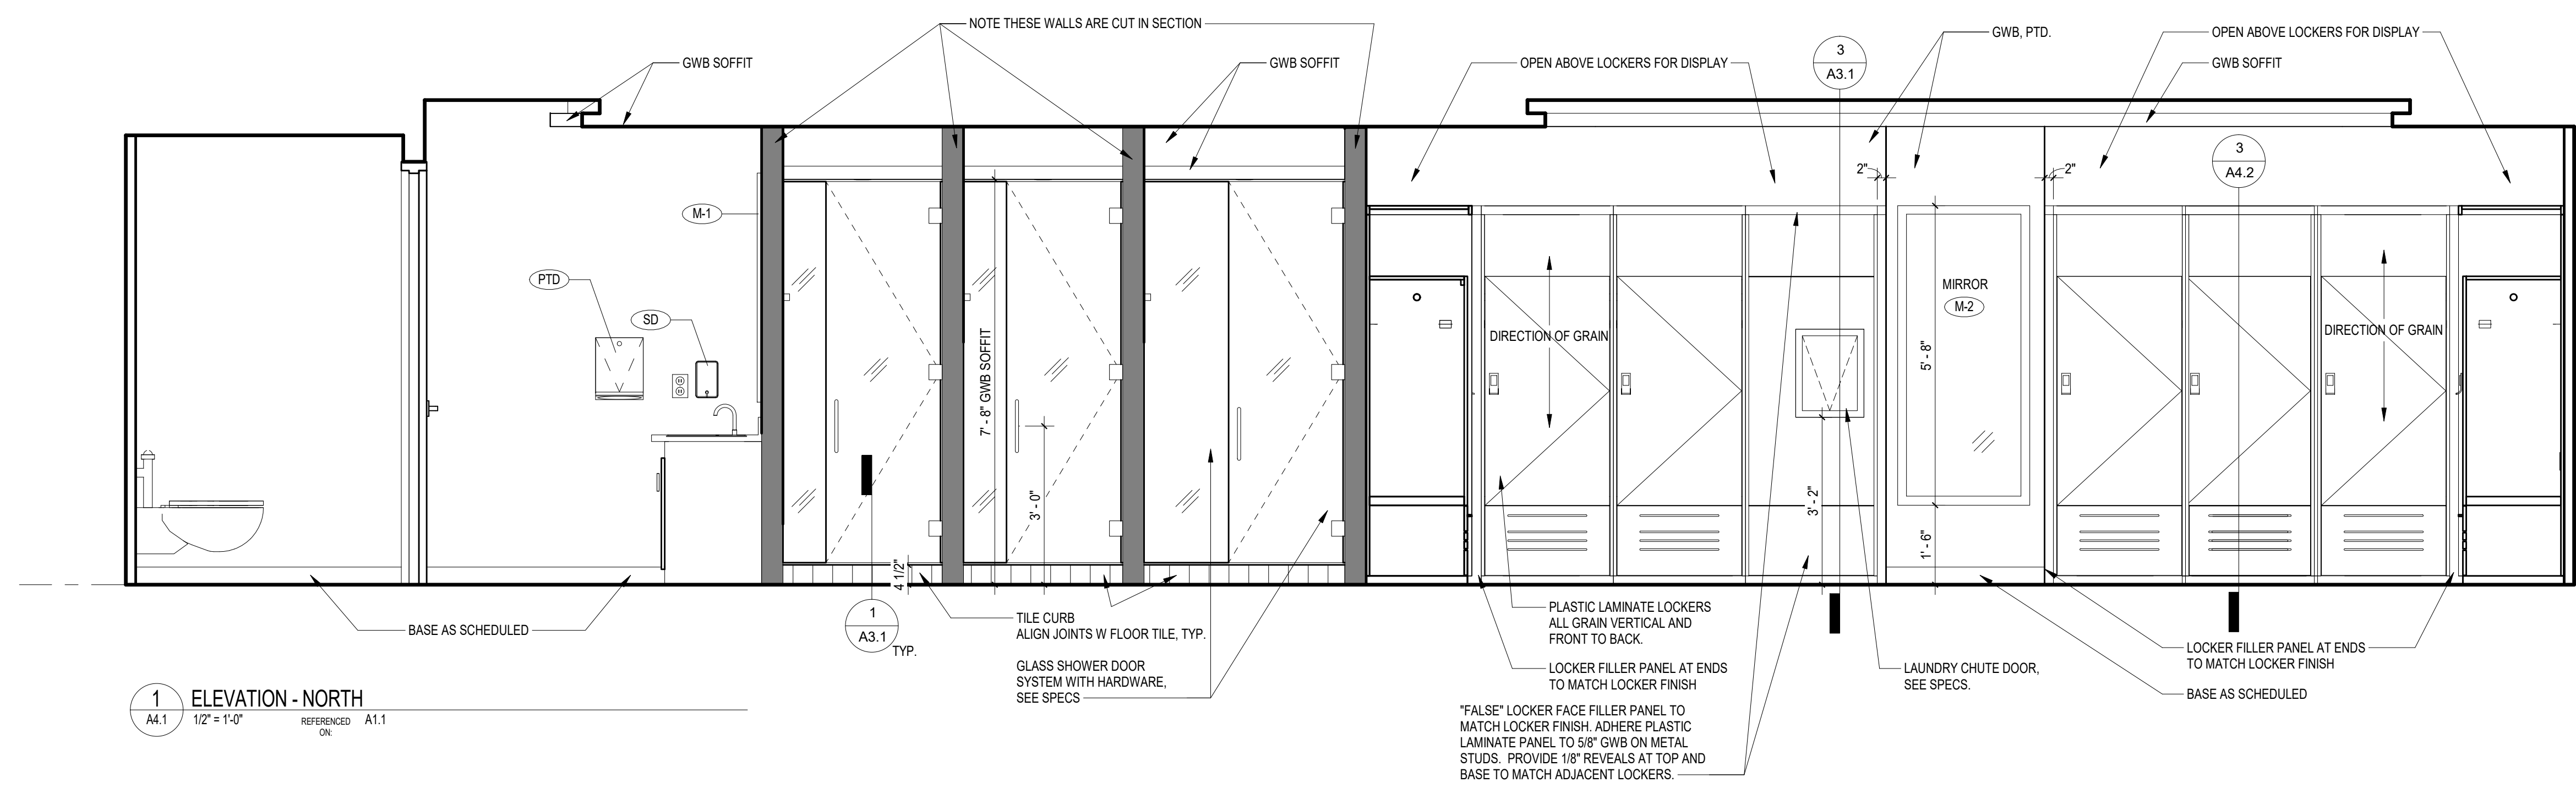 NOTE THESE WALLS ARE CUT IN SECTION
GWB SOFFIT
GWB SOFFIT
OPEN ABOVE LOCKERS FOR DISPLAY
3
A3.1
GWB, PTD.
OPEN ABOVE LOCKERS FOR DISPLAY
GWB SOFFIT
3
A4.2
2"
2"
M-1
PTD
SD
7' - 8" GWB SOFFIT
3' - 0"
4 1/2"
DIRECTION OF GRAIN
3' - 2"
MIRROR
M-2
5' - 8"
1' - 6"
DIRECTION OF GRAIN
BASE AS SCHEDULED
1
A3.1
TYP.
TILE CURB
ALIGN JOINTS W FLOOR TILE, TYP.
GLASS SHOWER DOOR
SYSTEM WITH HARDWARE,
SEE SPECS
PLASTIC LAMINATE LOCKERS
ALL GRAIN VERTICAL AND
FRONT TO BACK.
LOCKER FILLER PANEL AT ENDS
TO MATCH LOCKER FINISH
"FALSE" LOCKER FACE FILLER PANEL TO
MATCH LOCKER FINISH. ADHERE PLASTIC
LAMINATE PANEL TO 5/8" GWB ON METAL
STUDS. PROVIDE 1/8" REVEALS AT TOP AND
BASE TO MATCH ADJACENT LOCKERS.
LAUNDRY CHUTE DOOR,
SEE SPECS.
LOCKER FILLER PANEL AT ENDS
TO MATCH LOCKER FINISH
BASE AS SCHEDULED
1
A4.1
ELEVATION - NORTH
1/2" = 1'-0"
REFERENCED
ON:
A1.1